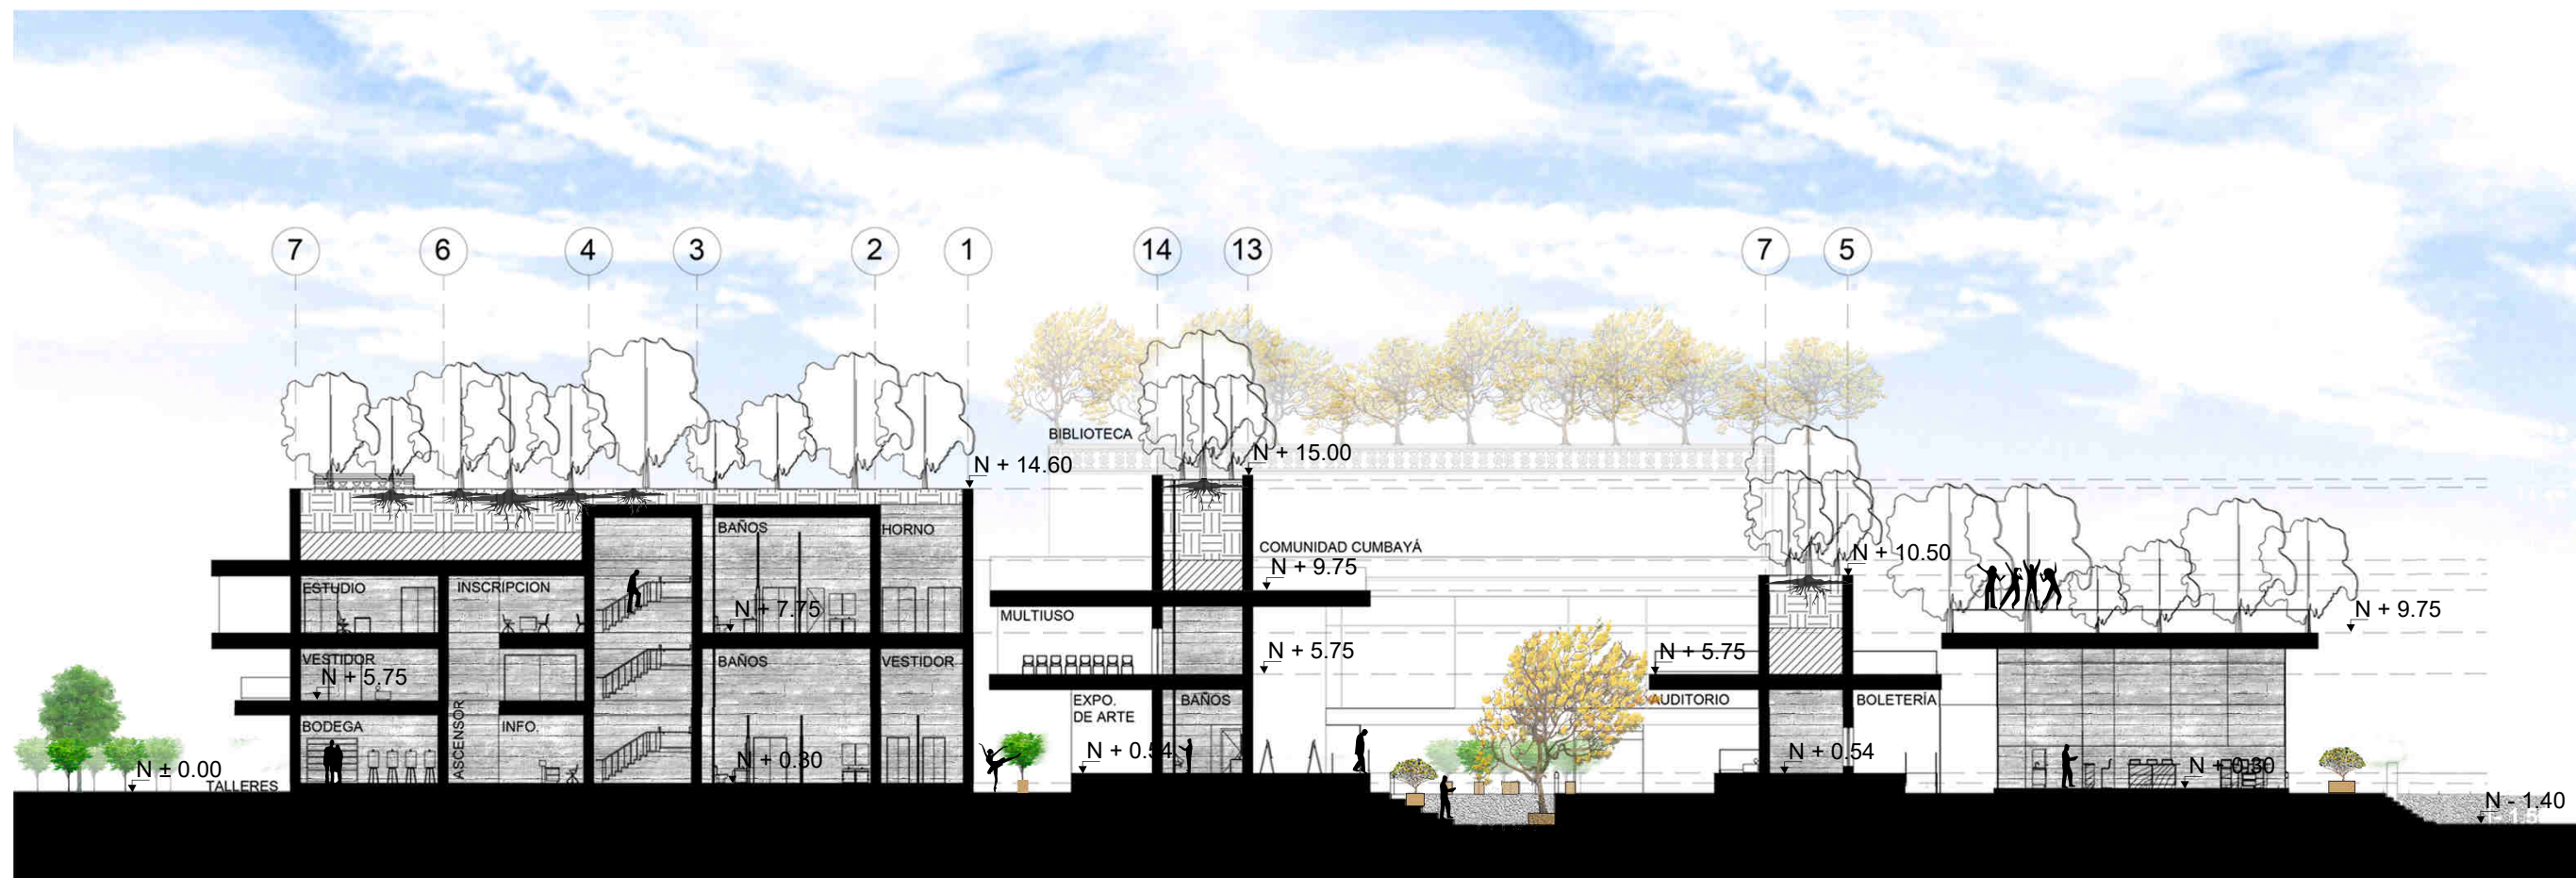 7 6 4 3 2 1 14 13 7 5
BIBLIOTECA
N + 14.60
N + 15.00
BAÑOS
HORNO
COMUNIDAD CUMBAYÁ
N + 10.50
N + 9.75
ESTUDIO
INSCRIPCION
N + 7.75
MULTIUSO
N + 9.75
VESTIDOR
N + 5.75
BAÑOS
VESTIDOR
N + 5.75
N + 5.75
BODEGA
ASCENSOR
INFO.
EXPO.
DE ARTE
BAÑOS
AUDITORIO
BOLETERÍA
N ± 0.00
TALLERES
N + 0.30
N + 0.54
N + 0.54
N + 0.30
N - 1.40